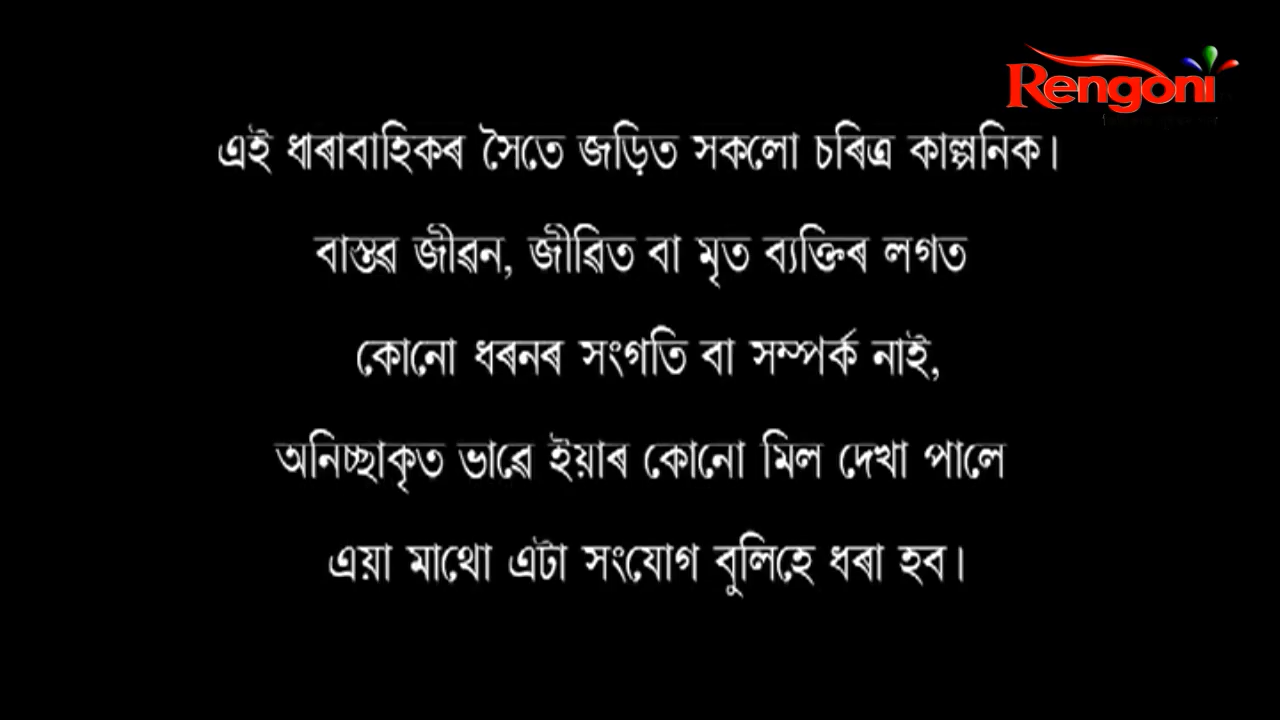 Rengoni
এই ধাৰাবাহিকৰ সৈতে জড়িত সকলো চৰিত্ৰ কাল্পনিক।
বাস্তৱ জীৱন, জীৱিত বা মৃত ব্যক্তিৰ লগত
কোনো ধৰনৰ সংগতি বা সম্পৰ্ক নাই,
অনিচ্ছাকৃত ভাৱে ইয়াৰ কোনো মিল দেখা পালে
এয়া মাথো এটা সংযোগ বুলিহে ধৰা হব।